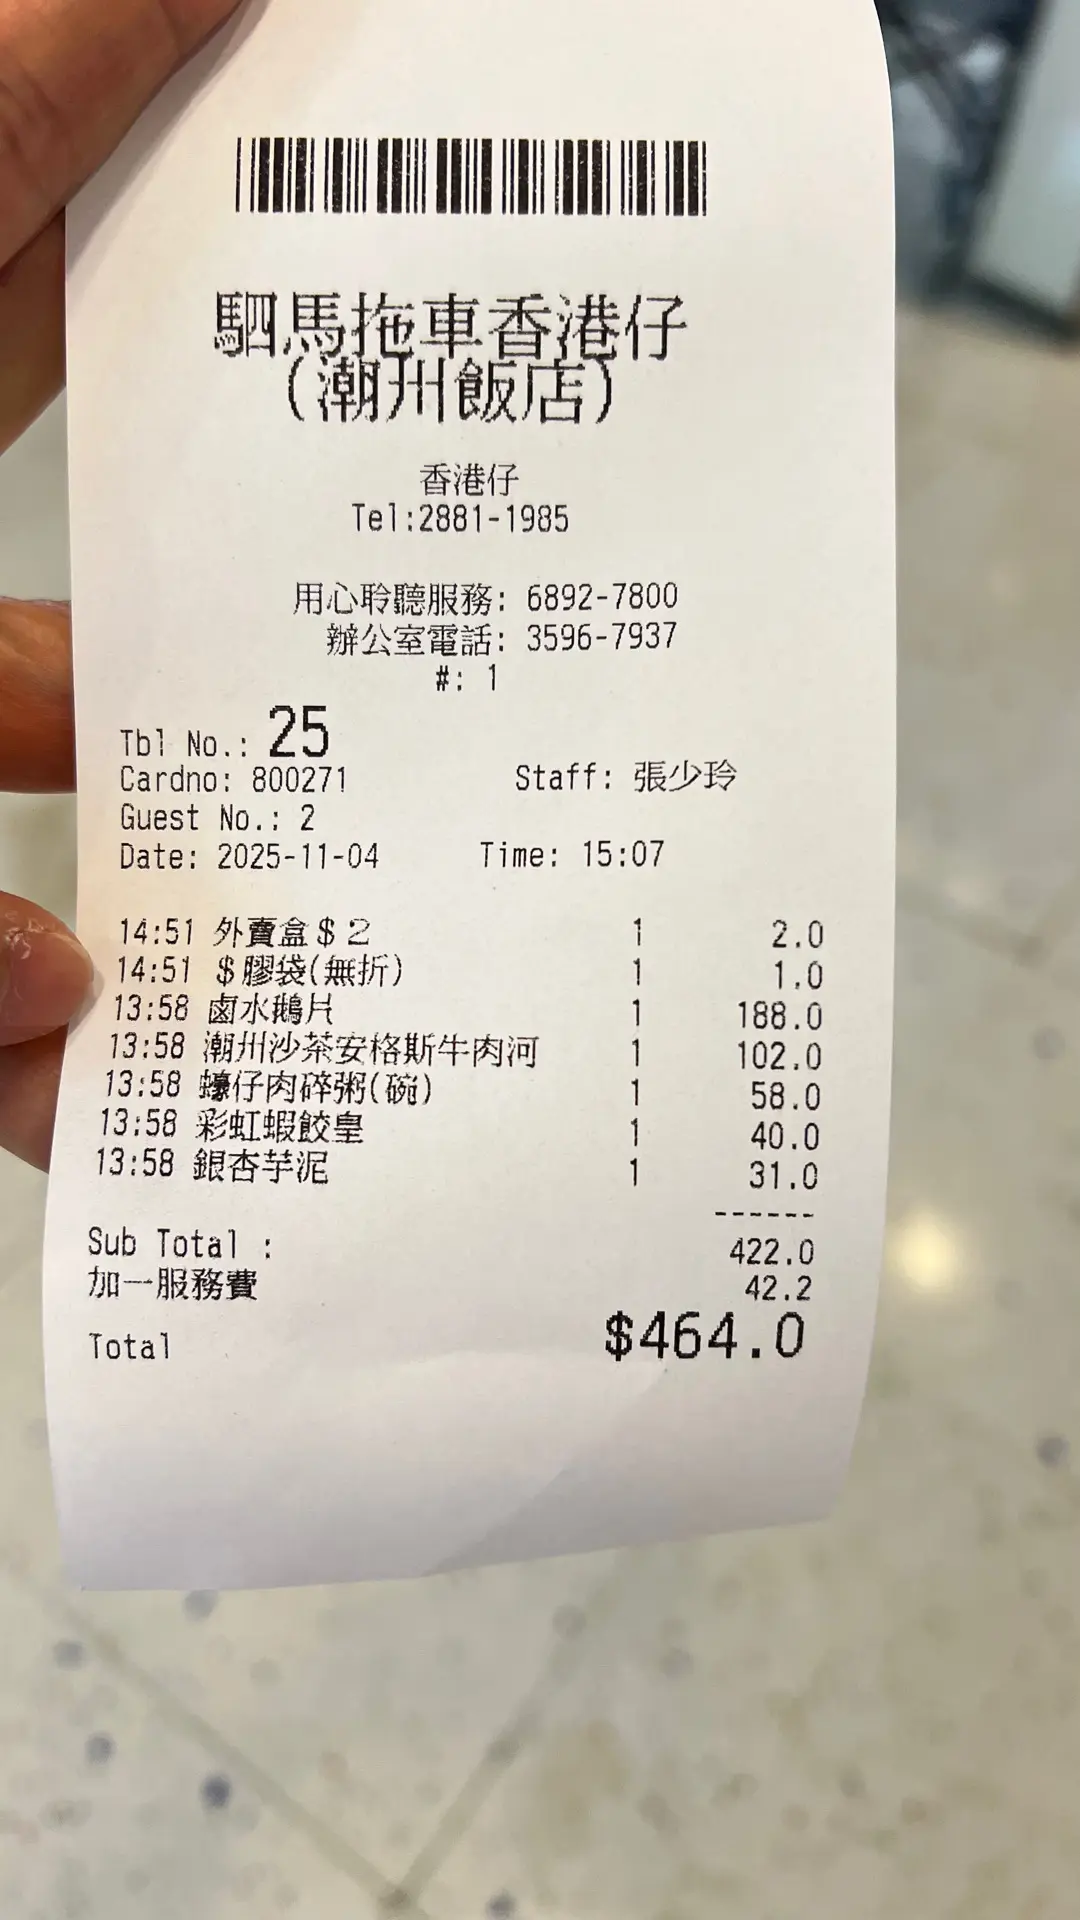 駟馬拖車香港仔
(潮州飯店)
香港仔
Tel:2881-1985
用心聆聽服務: 6892-7800
辦公室電話: 3596-7937
#: 1
Tbl No.: 25
Cardno: 800271 Staff: 張少玲
Guest No.: 2
Date: 2025-11-04 Time: 15:07
14:51 外賣盒$2 1 2.0
14:51 $膠袋(無折) 1 1.0
13:58 鹵水鵝片 1 188.0
13:58 潮州沙茶安格斯牛肉河 1 102.0
13:58 蠔仔肉碎粥(碗) 1 58.0
13:58 彩虹蝦餃皇 1 40.0
13:58 銀杏芋泥 1 31.0
------
Sub Total : 422.0
加一服務費 42.2
Total $464.0